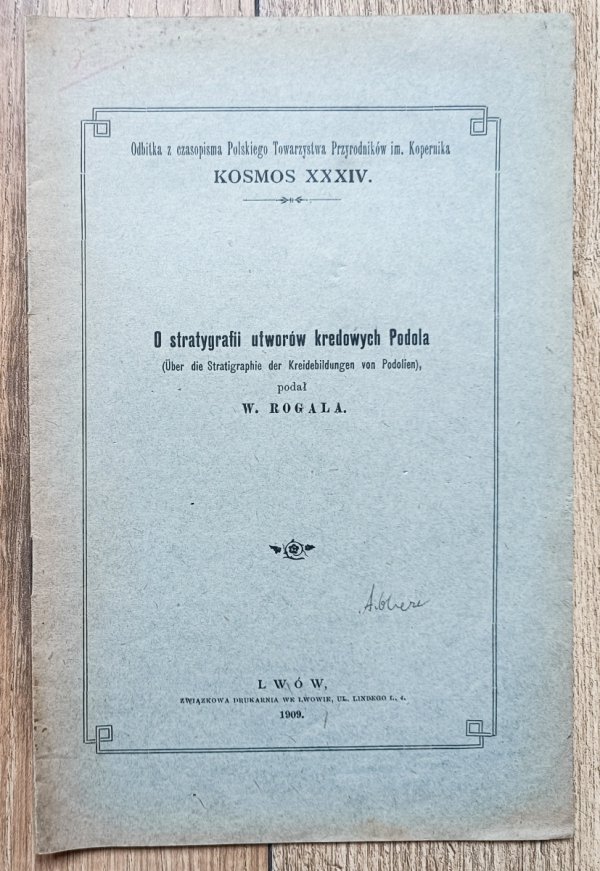 Odbitka z czasopisma Polskiego Towarzystwa Przyrodników im. Kopernika
KOSMOS XXXIV.
O stratygrafii utworów kredowych Podola
(Über die Stratigraphie der Kreidebildungen von Podolien),
podał
W. ROGALA.
LWÓW,
ZWIĄZKOWA DRUKARNIA WE LWOWIE, UL. LINDEGO L. 4.
1909.